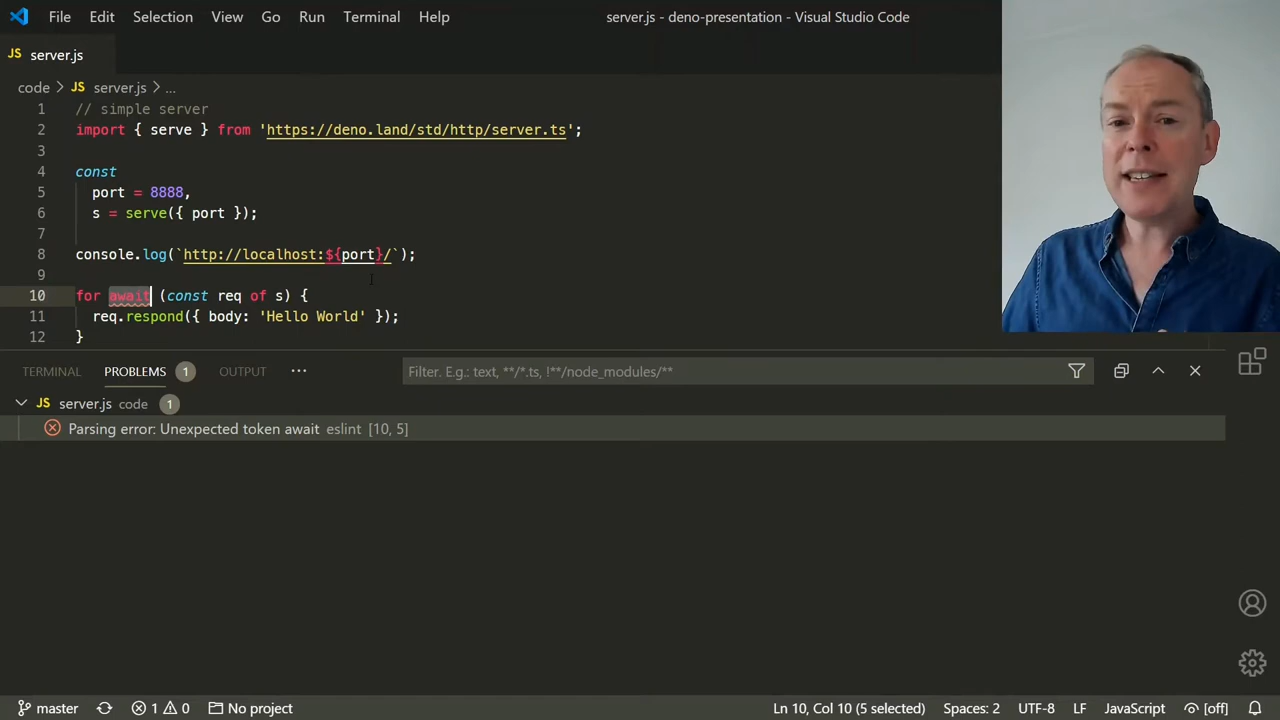 File Edit Selection View Go Run Terminal Help server.js - deno-presentation - Visual Studio Code
JS server.js
code > JS server.js > ...
1 // simple server
2 import { serve } from 'https://deno.land/std/http/server.ts';
3
4 const
5 port = 8888,
6 s = serve({ port });
7
8 console.log(`http://localhost:${port}/`);
9
10 for await (const req of s) {
11 req.respond({ body: 'Hello World' });
12 }
TERMINAL PROBLEMS 1 OUTPUT ··· Filter. E.g.: text, **/*.ts, !**/node_modules/**
JS server.js code 1
Parsing error: Unexpected token await eslint [10, 5]
master 1 0 No project Ln 10, Col 10 (5 selected) Spaces: 2 UTF-8 LF JavaScript [off]